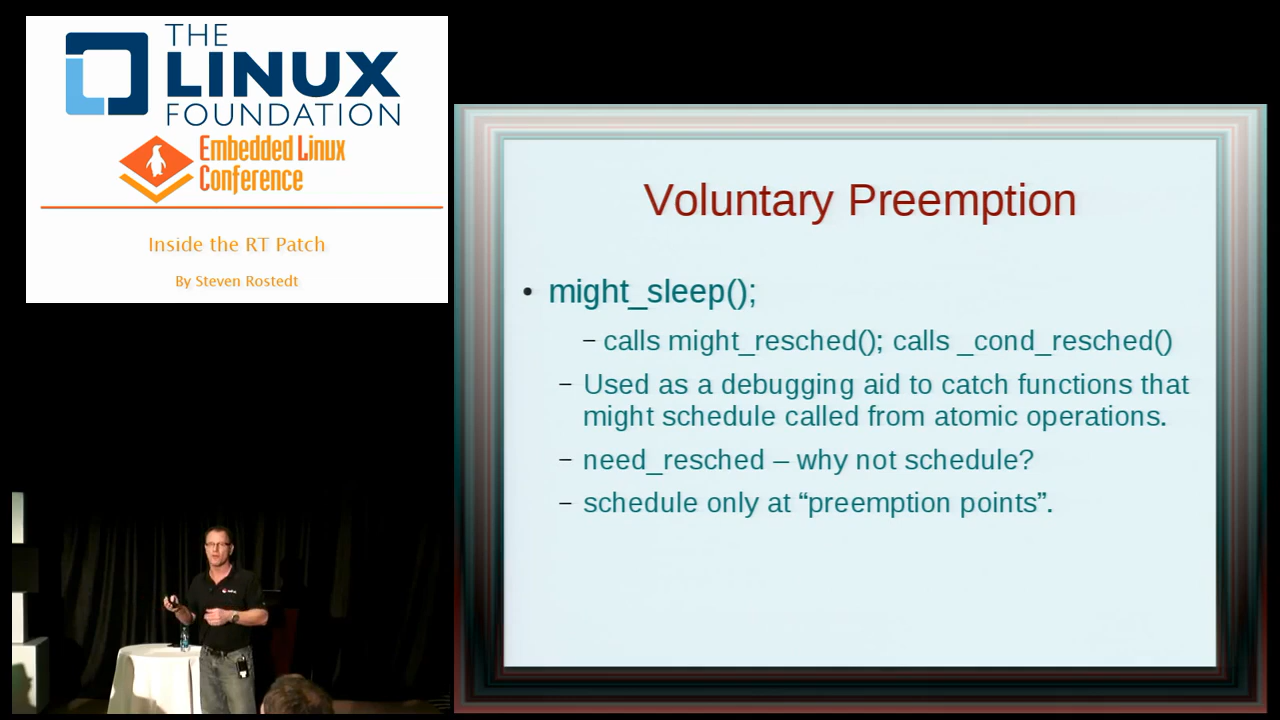 THE
LINUX
FOUNDATION
Embedded Linux
Conference
Inside the RT Patch
By Steven Rostedt
Voluntary Preemption
• might_sleep();
– calls might_resched(); calls _cond_resched()
– Used as a debugging aid to catch functions that
might schedule called from atomic operations.
– need_resched – why not schedule?
– schedule only at “preemption points”.